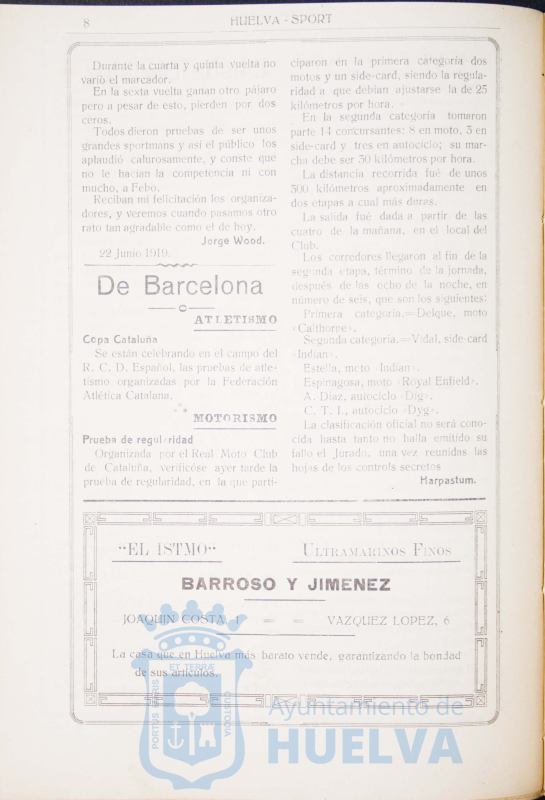 8
HUELVA - SPORT
Durante la cuarta y quinta vuelta no
varió el marcador.
En la sexta vuelta ganan otro pájaro
pero a pesar de esto, pierden por dos
ceros.
Todos dieron pruebas de ser unos
grandes sportmans y así el público los
aplaudió calurosamente, y conste que
no le hacían la competencia ni con
mucho, a Febo.
Reciban mi felicitación los organiza-
dores, y veremos cuando pasamos otro
rato tan agradable como el de hoy.
Jorge Wood.
22 Junio 1919.
De Barcelona
ATLETISMO
Copa Cataluña
Se están celebrando en el campo del
R. C. D. Español, las pruebas de atle-
tismo organizadas por la Federación
Atlética Catalana.
MOTORISMO
Prueba de regularidad
Organizada por el Real Moto Club
de Cataluña, verificóse ayer tarde la
prueba de regularidad, en la que parti-
ciparon en la primera categoría dos
motos y un side-card, siendo la regula-
ridad a que debían ajustarse la de 25
kilómetros por hora.
En la segunda categoría tomaron
parte 14 concursantes: 8 en moto, 3 en
side-card y tres en autociclo; su mar-
cha debe ser 30 kilómetros por hora.
La distancia recorrida fué de unos
300 kilómetros aproximadamente en
dos etapas a cual más duras.
La salida fué dada a partir de las
cuatro de la mañana, en el local del
Club.
Los corredores llegaron al fin de la
segunda etapa, término de la jornada,
después de las ocho de la noche, en
número de seis, que son los siguientes:
Primera categoría.=Delque, moto
«Calthorpe».
Segunda categoría.=Vidal, side-card
«Indian».
Estella, moto «Indian».
Espinagosa, moto «Royal Enfield».
A. Díaz, autociclo «Dig».
C. T. I., autociclo «Dyg».
La clasificación oficial no será cono-
cida hasta tanto no halla emitido su
fallo el Jurado, una vez reunidas las
hojas de los controls secretos
Harpastum.
"EL ISTMO"
ULTRAMARINOS FINOS
BARROSO Y JIMENEZ
JOAQUIN COSTA, 1 = = VAZQUEZ LOPEZ, 6
La casa que en Huelva más barato vende, garantizando la bondad
de sus artículos.
PORTUS MARIS
ET TERRÆ
CUSTODIA
Ayuntamiento de
HUELVA